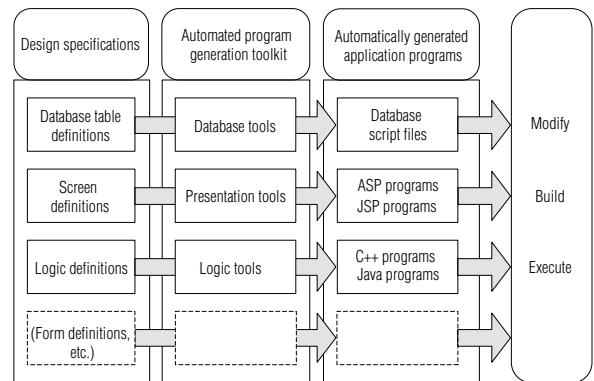 Design specifications
Automated program
generation toolkit
Automatically generated
application programs
Database table
definitions
Database tools
Database
script files
Modify
Screen
definitions
Presentation tools
ASP programs
JSP programs
Build
Logic definitions
Logic tools
C++ programs
Java programs
Execute
(Form definitions,
etc.)